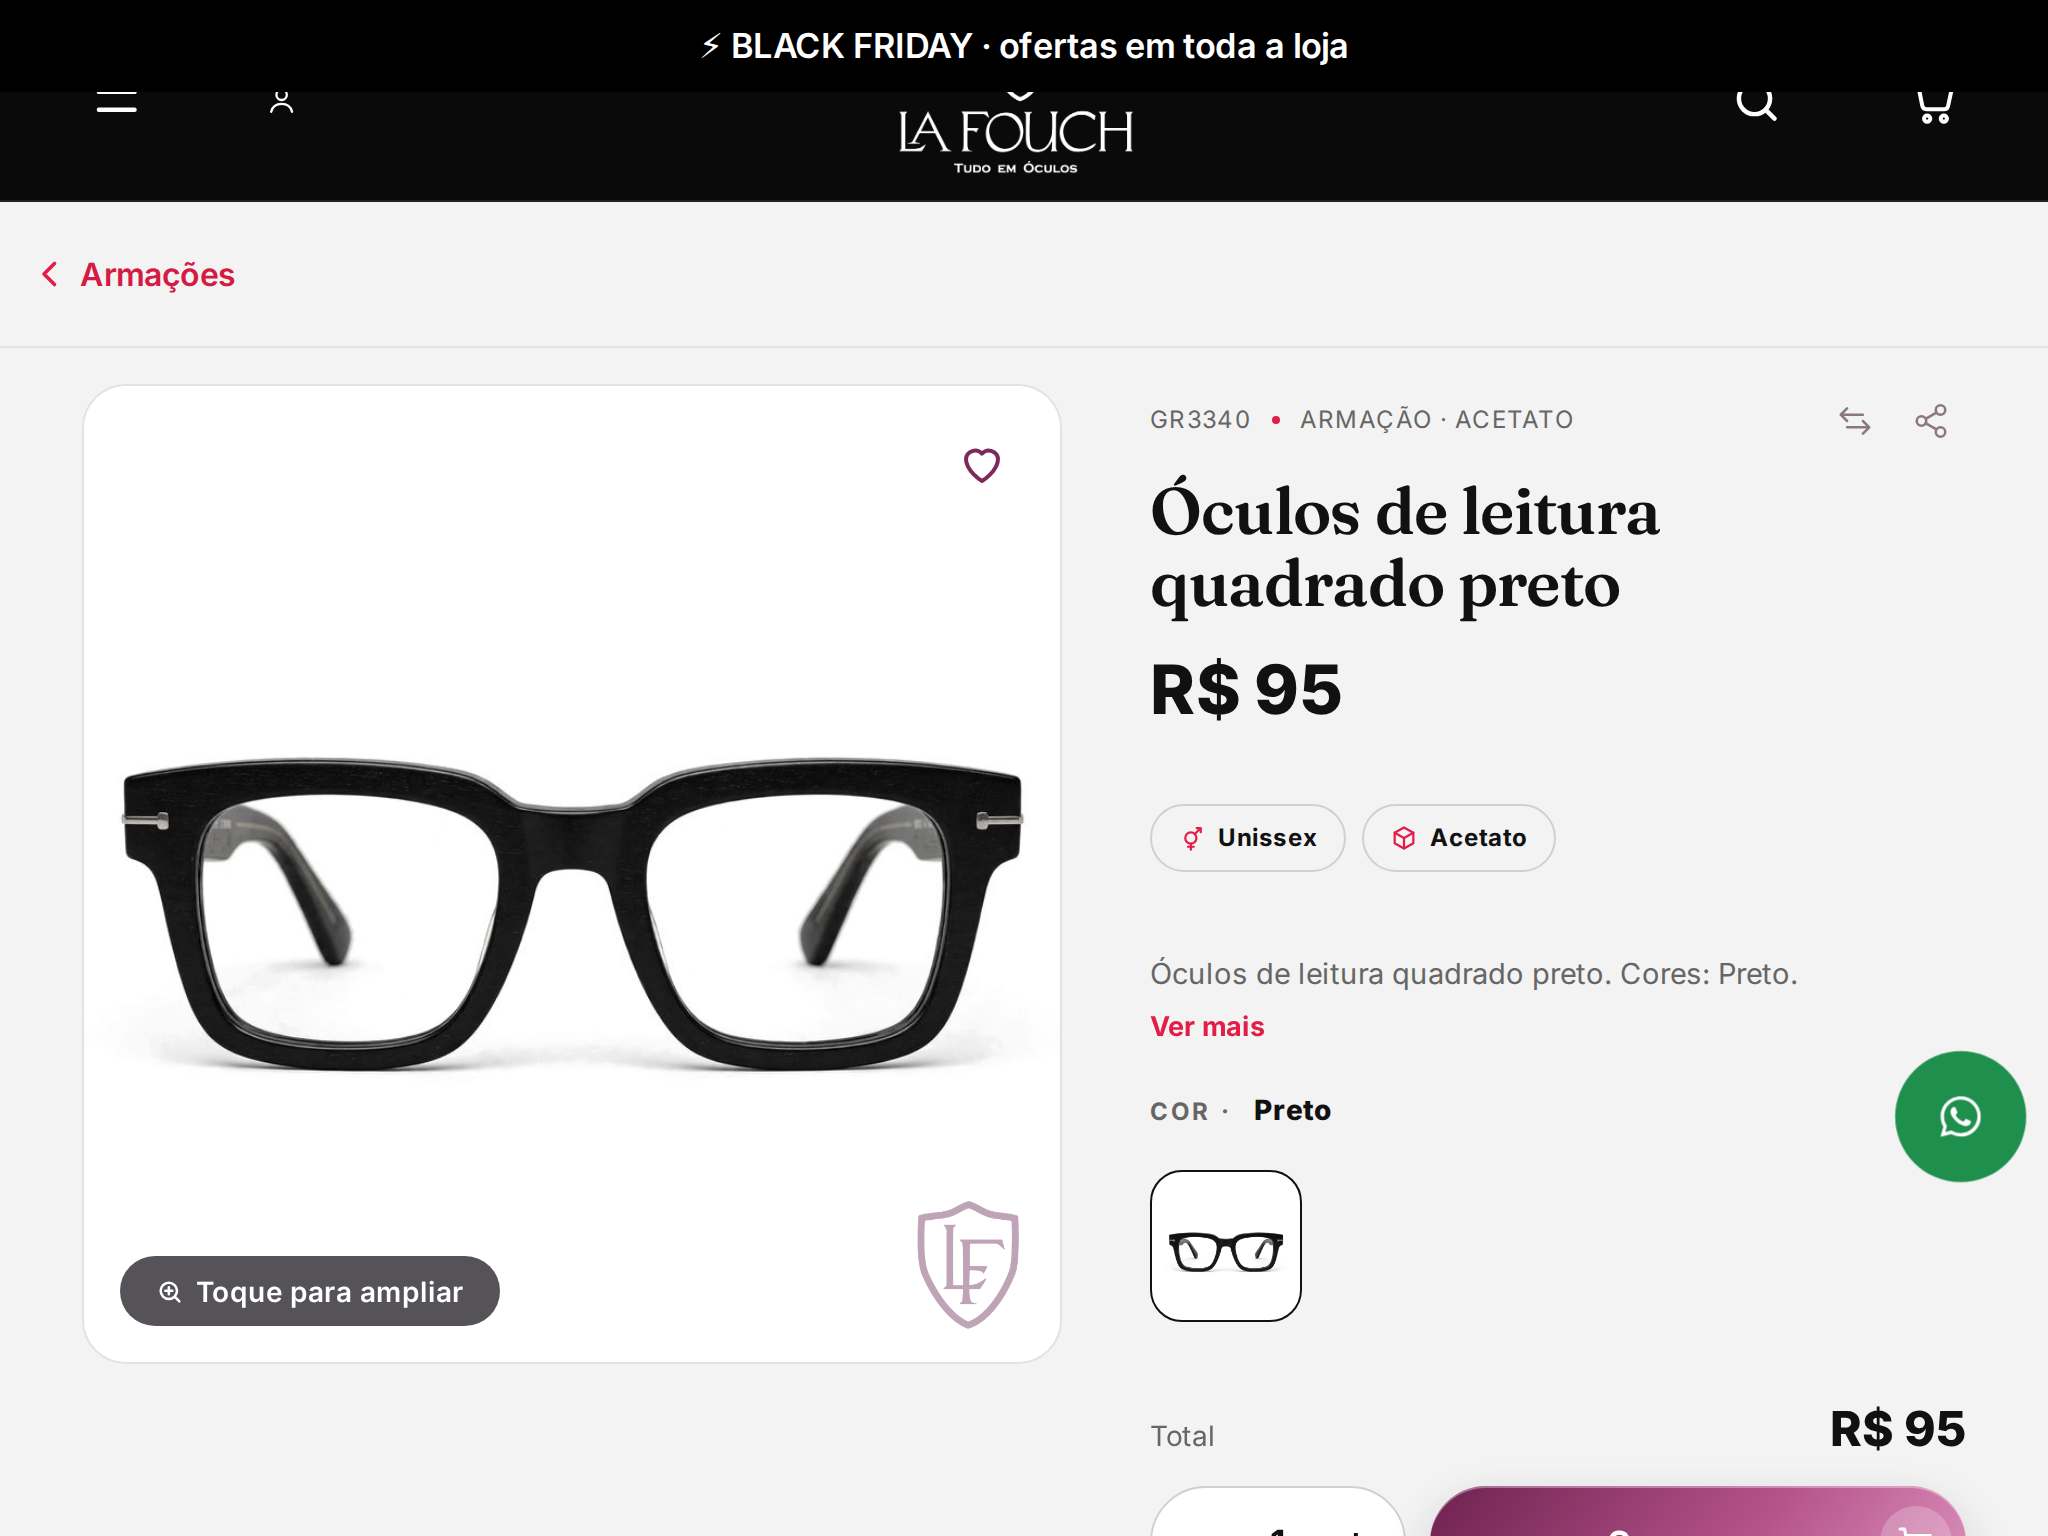 ⚡ BLACK FRIDAY · ofertas em toda a loja
LA FOUCH
TUDO EM ÓCULOS
Armações
GR3340 • ARMAÇÃO · ACETATO
Óculos de leitura
quadrado preto
R$ 95
Unissex
Acetato
Óculos de leitura quadrado preto. Cores: Preto.
Ver mais
COR · Preto
LF
Toque para ampliar
Total
R$ 95